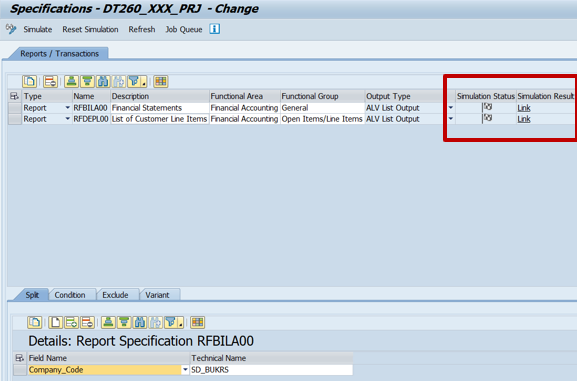 Specifications - DT260_XXX_PRJ - Change
Simulate Reset Simulation Refresh Job Queue
Reports / Transactions
Type Name Description Functional Area Functional Group Output Type Simulation Status Simulation Result
Report RFBILA00 Financial Statements Financial Accounting General ALV List Output Link
Report RFDEPL00 List of Customer Line Items Financial Accounting Open Items/Line Items ALV List Output Link
Split Condition Exclude Variant
Details: Report Specification RFBILA00
Field Name Technical Name
Company_Code SD_BUKRS